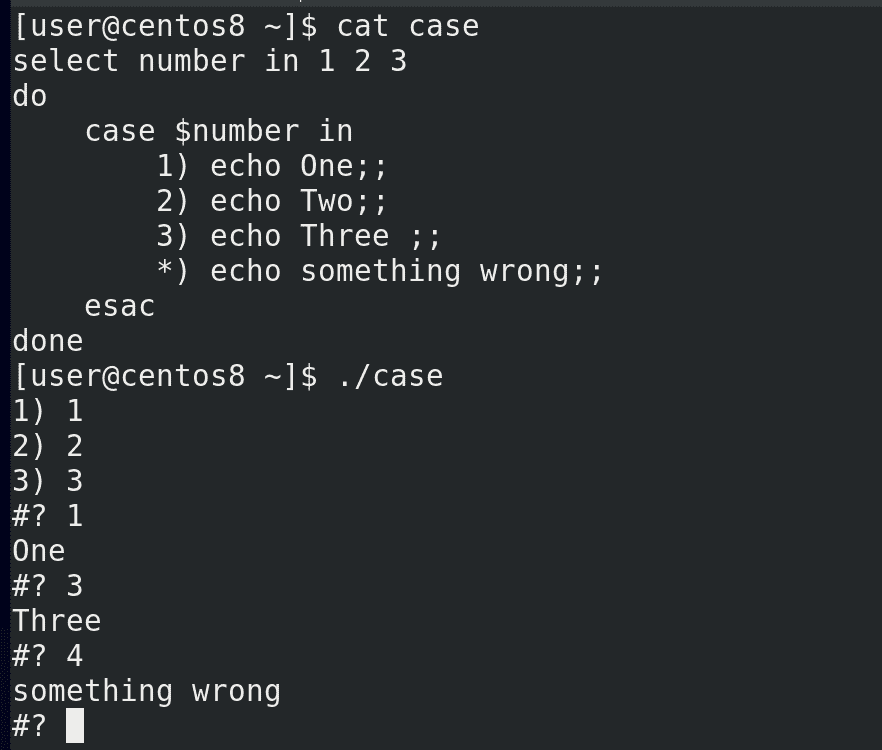 [user@centos8 ~]$ cat case
select number in 1 2 3
do
    case $number in
        1) echo One;;
        2) echo Two;;
        3) echo Three ;;
        *) echo something wrong;;
    esac
done
[user@centos8 ~]$ ./case
1) 1
2) 2
3) 3
#? 1
One
#? 3
Three
#? 4
something wrong
#?